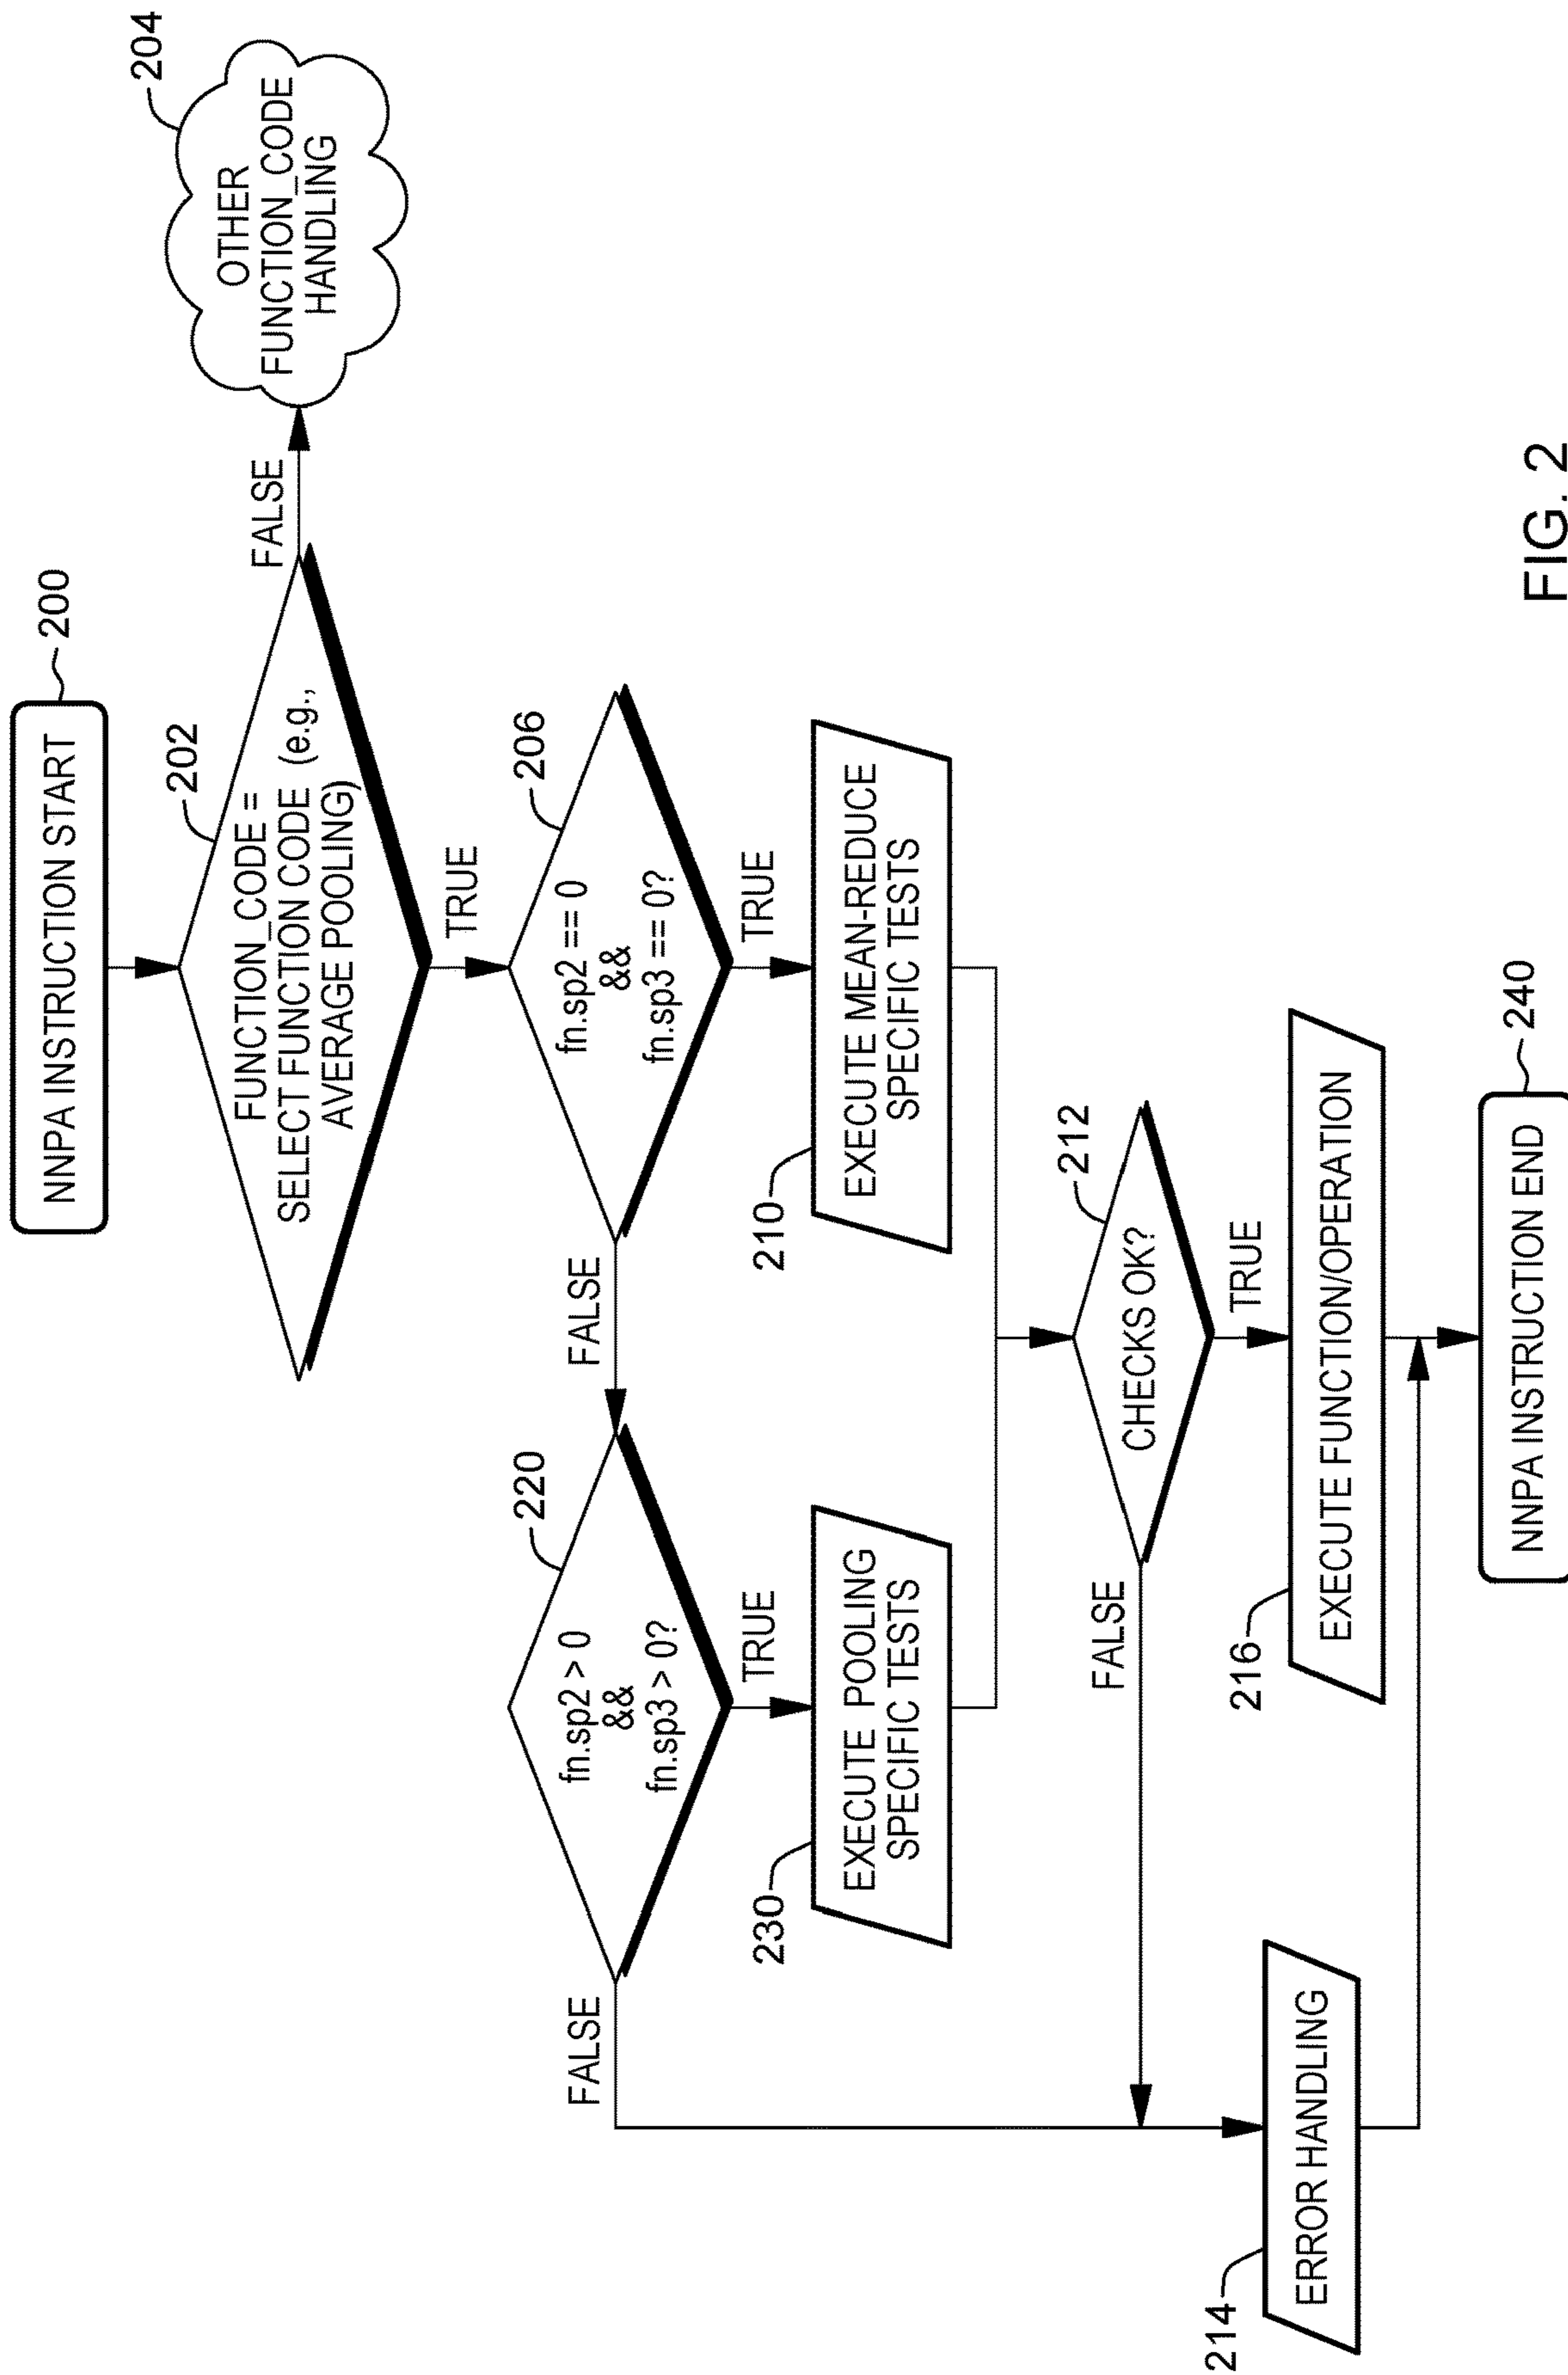 NNPA INSTRUCTION START
200
202
FUNCTION_CODE =
SELECT FUNCTION CODE (e.g.,
AVERAGE POOLING)
FALSE
204
OTHER
FUNCTION_CODE
HANDLING
TRUE
206
fn.sp2 == 0
&&
fn.sp3 == 0?
FALSE
TRUE
220
fn.sp2 > 0
&&
fn.sp3 > 0?
FALSE
TRUE
230
EXECUTE POOLING
SPECIFIC TESTS
210
EXECUTE MEAN-REDUCE
SPECIFIC TESTS
212
CHECKS OK?
FALSE
TRUE
214
ERROR HANDLING
216
EXECUTE FUNCTION/OPERATION
NNPA INSTRUCTION END
240
FIG. 2